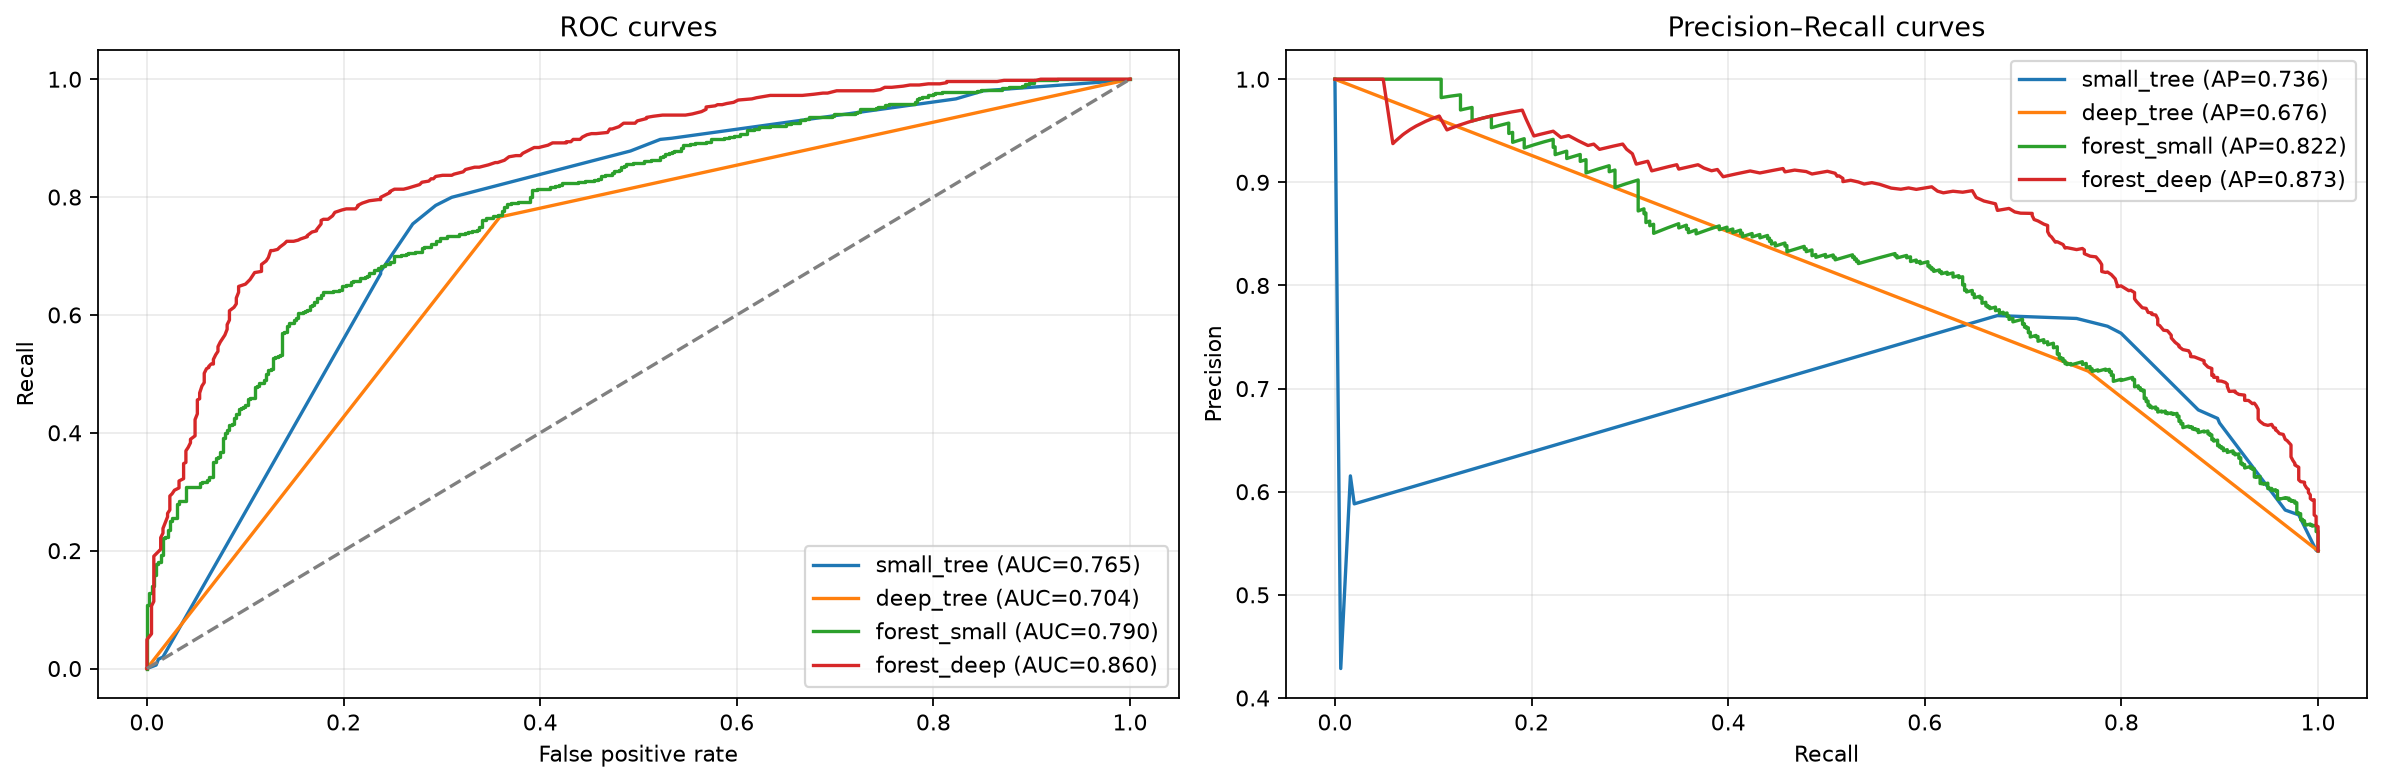 ROC curves
1.0
0.8
0.6
0.4
0.2
0.0
Recall
0.0 0.2 0.4 0.6 0.8 1.0
False positive rate
small_tree (AUC=0.765)
deep_tree (AUC=0.704)
forest_small (AUC=0.790)
forest_deep (AUC=0.860)
Precision–Recall curves
1.0
0.9
0.8
0.7
0.6
0.5
0.4
Precision
0.0 0.2 0.4 0.6 0.8 1.0
Recall
small_tree (AP=0.736)
deep_tree (AP=0.676)
forest_small (AP=0.822)
forest_deep (AP=0.873)